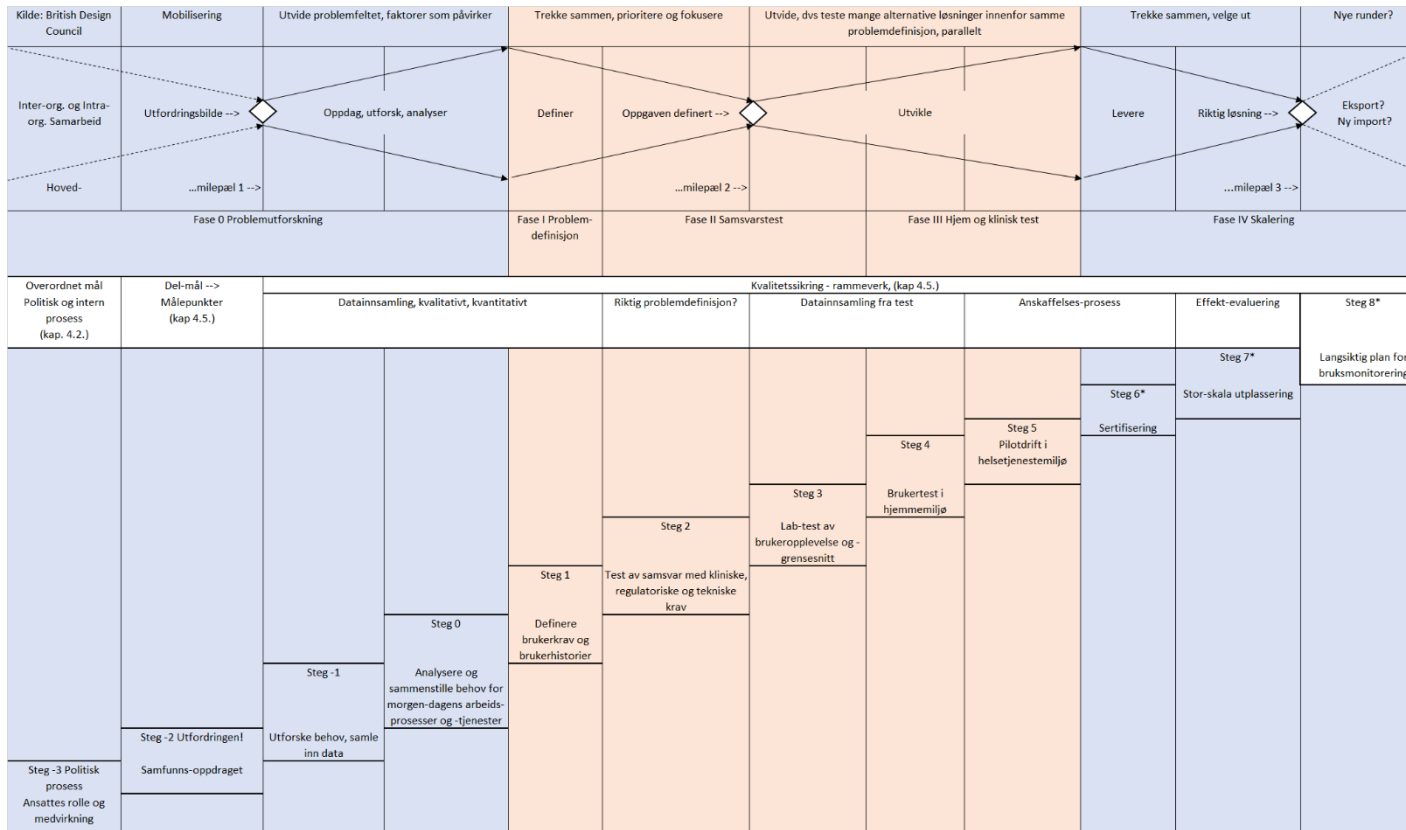 Kilde: British Design
Council
Mobilisering
Utvide problemfeltet, faktorer som påvirker
Trekke sammen, prioritere og fokusere
Utvide, dvs teste mange alternative løsninger innenfor samme
problemdefinisjon, parallelt
Trekke sammen, velge ut
Nye runder?
Inter-org. og Intra-
org. Samarbeid
Utfordringsbilde -->
Oppdag, utforsk, analyser
Definer
Oppgaven definert -->
Utvikle
Levere
Riktig løsning -->
Eksport?
Ny import?
Hoved-
...milepæl 1 -->
...milepæl 2 -->
...milepæl 3 -->
Fase 0 Problemutforskning
Fase I Problem-
definisjon
Fase II Samsvarstest
Fase III Hjem og klinisk test
Fase IV Skalering
Overordnet mål
Politisk og intern
prosess
(kap. 4.2.)
Del-mål -->
Målepunkter
(kap 4.5.)
Kvalitetssikring - rammeverk, (kap 4.5.)
Datainnsamling, kvalitativt, kvantitativt
Riktig problemdefinisjon?
Datainnsamling fra test
Anskaffelses-prosess
Effekt-evaluering
Steg 8*
Langsiktig plan for
bruksmonitorering
Steg 7*
Stor-skala utplassering
Steg 6*
Sertifisering
Steg 5
Pilotdrift i
helsetjenestemiljø
Steg 4
Brukertest i
hjemmemiljø
Steg 3
Lab-test av
brukeropplevelse og -
grensesnitt
Steg 2
Test av samsvar med kliniske,
regulatoriske og tekniske
krav
Steg 1
Definere
brukerkrav og
brukerhistorier
Steg 0
Analysere og
sammenstille behov for
morgen-dagens arbeids-
prosesser og -tjenester
Steg -1
Utforske behov, samle
inn data
Steg -2 Utfordringen!
Samfunns-oppdraget
Steg -3 Politisk
prosess
Ansattes rolle og
medvirkning